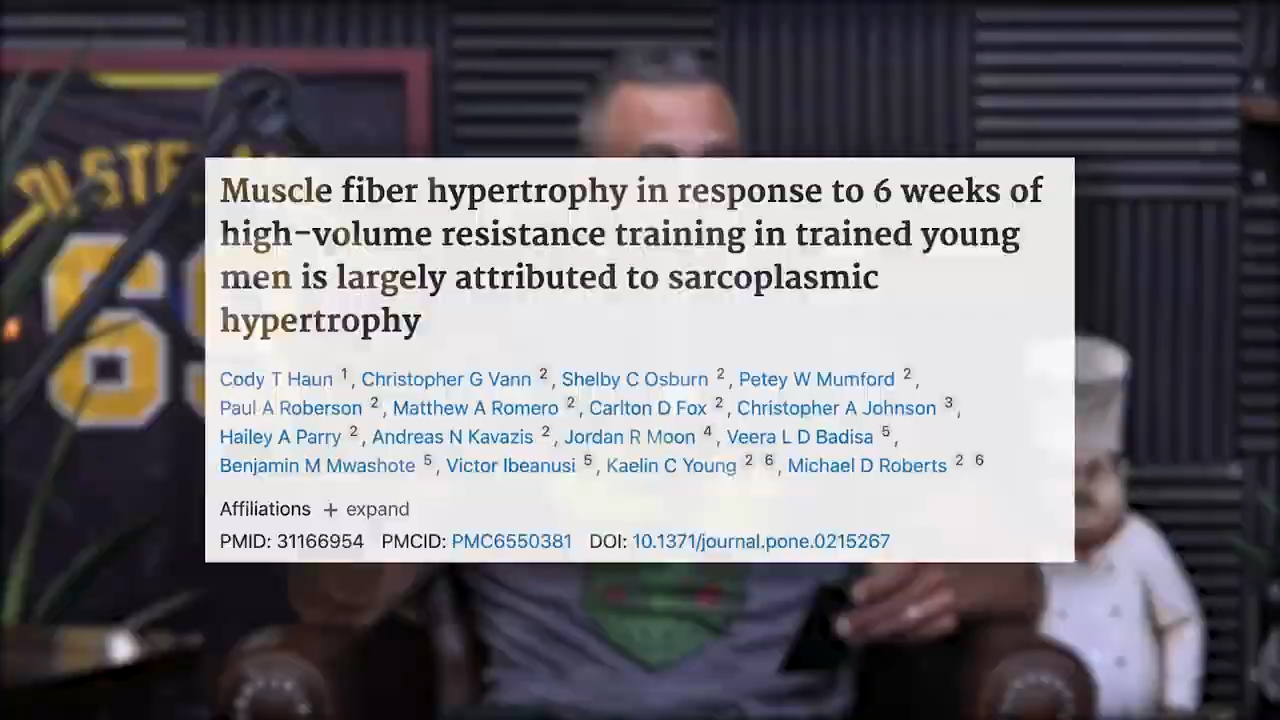 Muscle fiber hypertrophy in response to 6 weeks of
high-volume resistance training in trained young
men is largely attributed to sarcoplasmic
hypertrophy
Cody T Haun 1, Christopher G Vann 2, Shelby C Osburn 2, Petey W Mumford 2,
Paul A Roberson 2, Matthew A Romero 2, Carlton D Fox 2, Christopher A Johnson 3,
Hailey A Parry 2, Andreas N Kavazis 2, Jordan R Moon 4, Veera L D Badisa 5,
Benjamin M Mwashote 5, Victor Ibeanusi 5, Kaelin C Young 2 6, Michael D Roberts 2 6
Affiliations + expand
PMID: 31166954 PMCID: PMC6550381 DOI: 10.1371/journal.pone.0215267